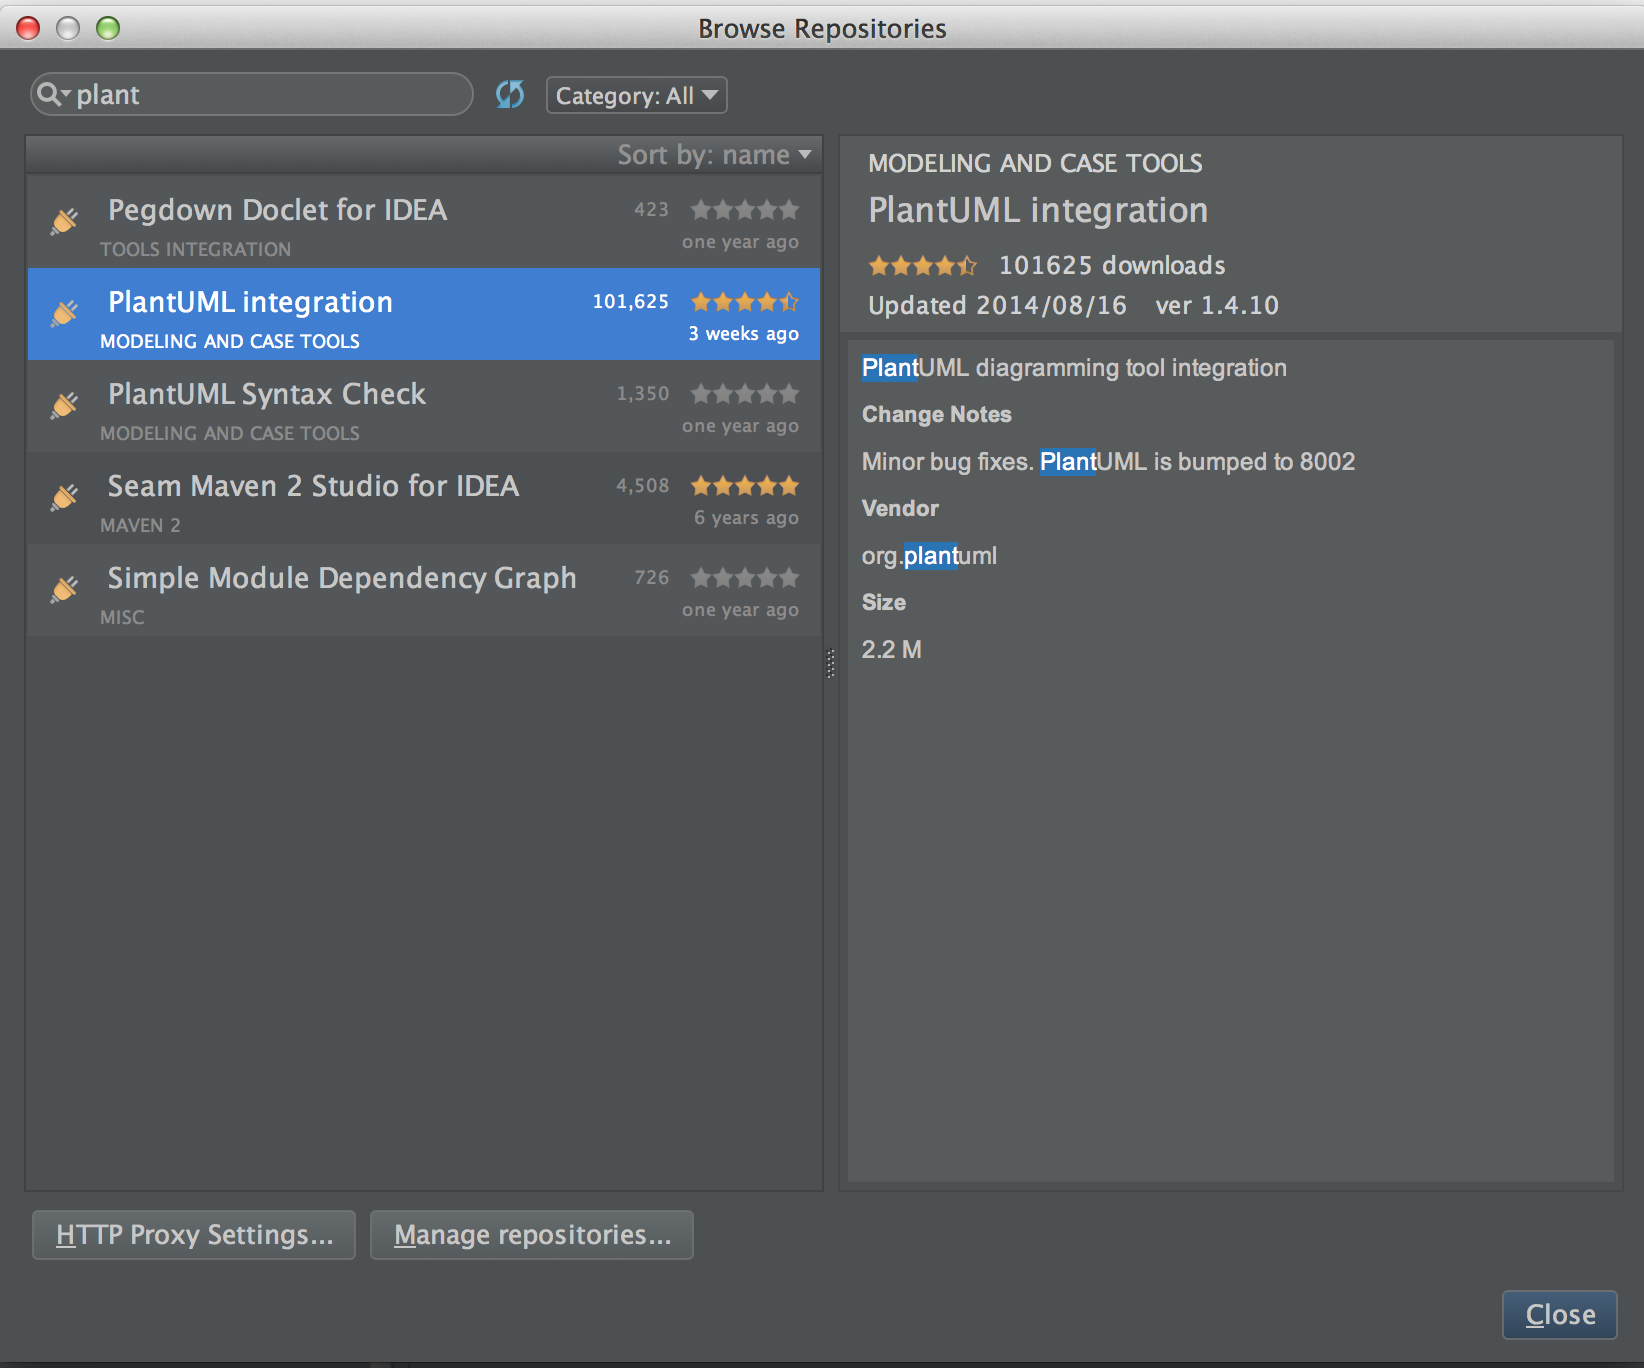 Browse Repositories
plant
Category: All
Sort by: name
Pegdown Doclet for IDEA 423
TOOLS INTEGRATION one year ago
PlantUML integration 101,625
MODELING AND CASE TOOLS 3 weeks ago
PlantUML Syntax Check 1,350
MODELING AND CASE TOOLS one year ago
Seam Maven 2 Studio for IDEA 4,508
MAVEN 2 6 years ago
Simple Module Dependency Graph 726
MISC one year ago
MODELING AND CASE TOOLS
PlantUML integration
101625 downloads
Updated 2014/08/16 ver 1.4.10
PlantUML diagramming tool integration
Change Notes
Minor bug fixes. PlantUML is bumped to 8002
Vendor
org.plantuml
Size
2.2 M
HTTP Proxy Settings... Manage repositories...
Close